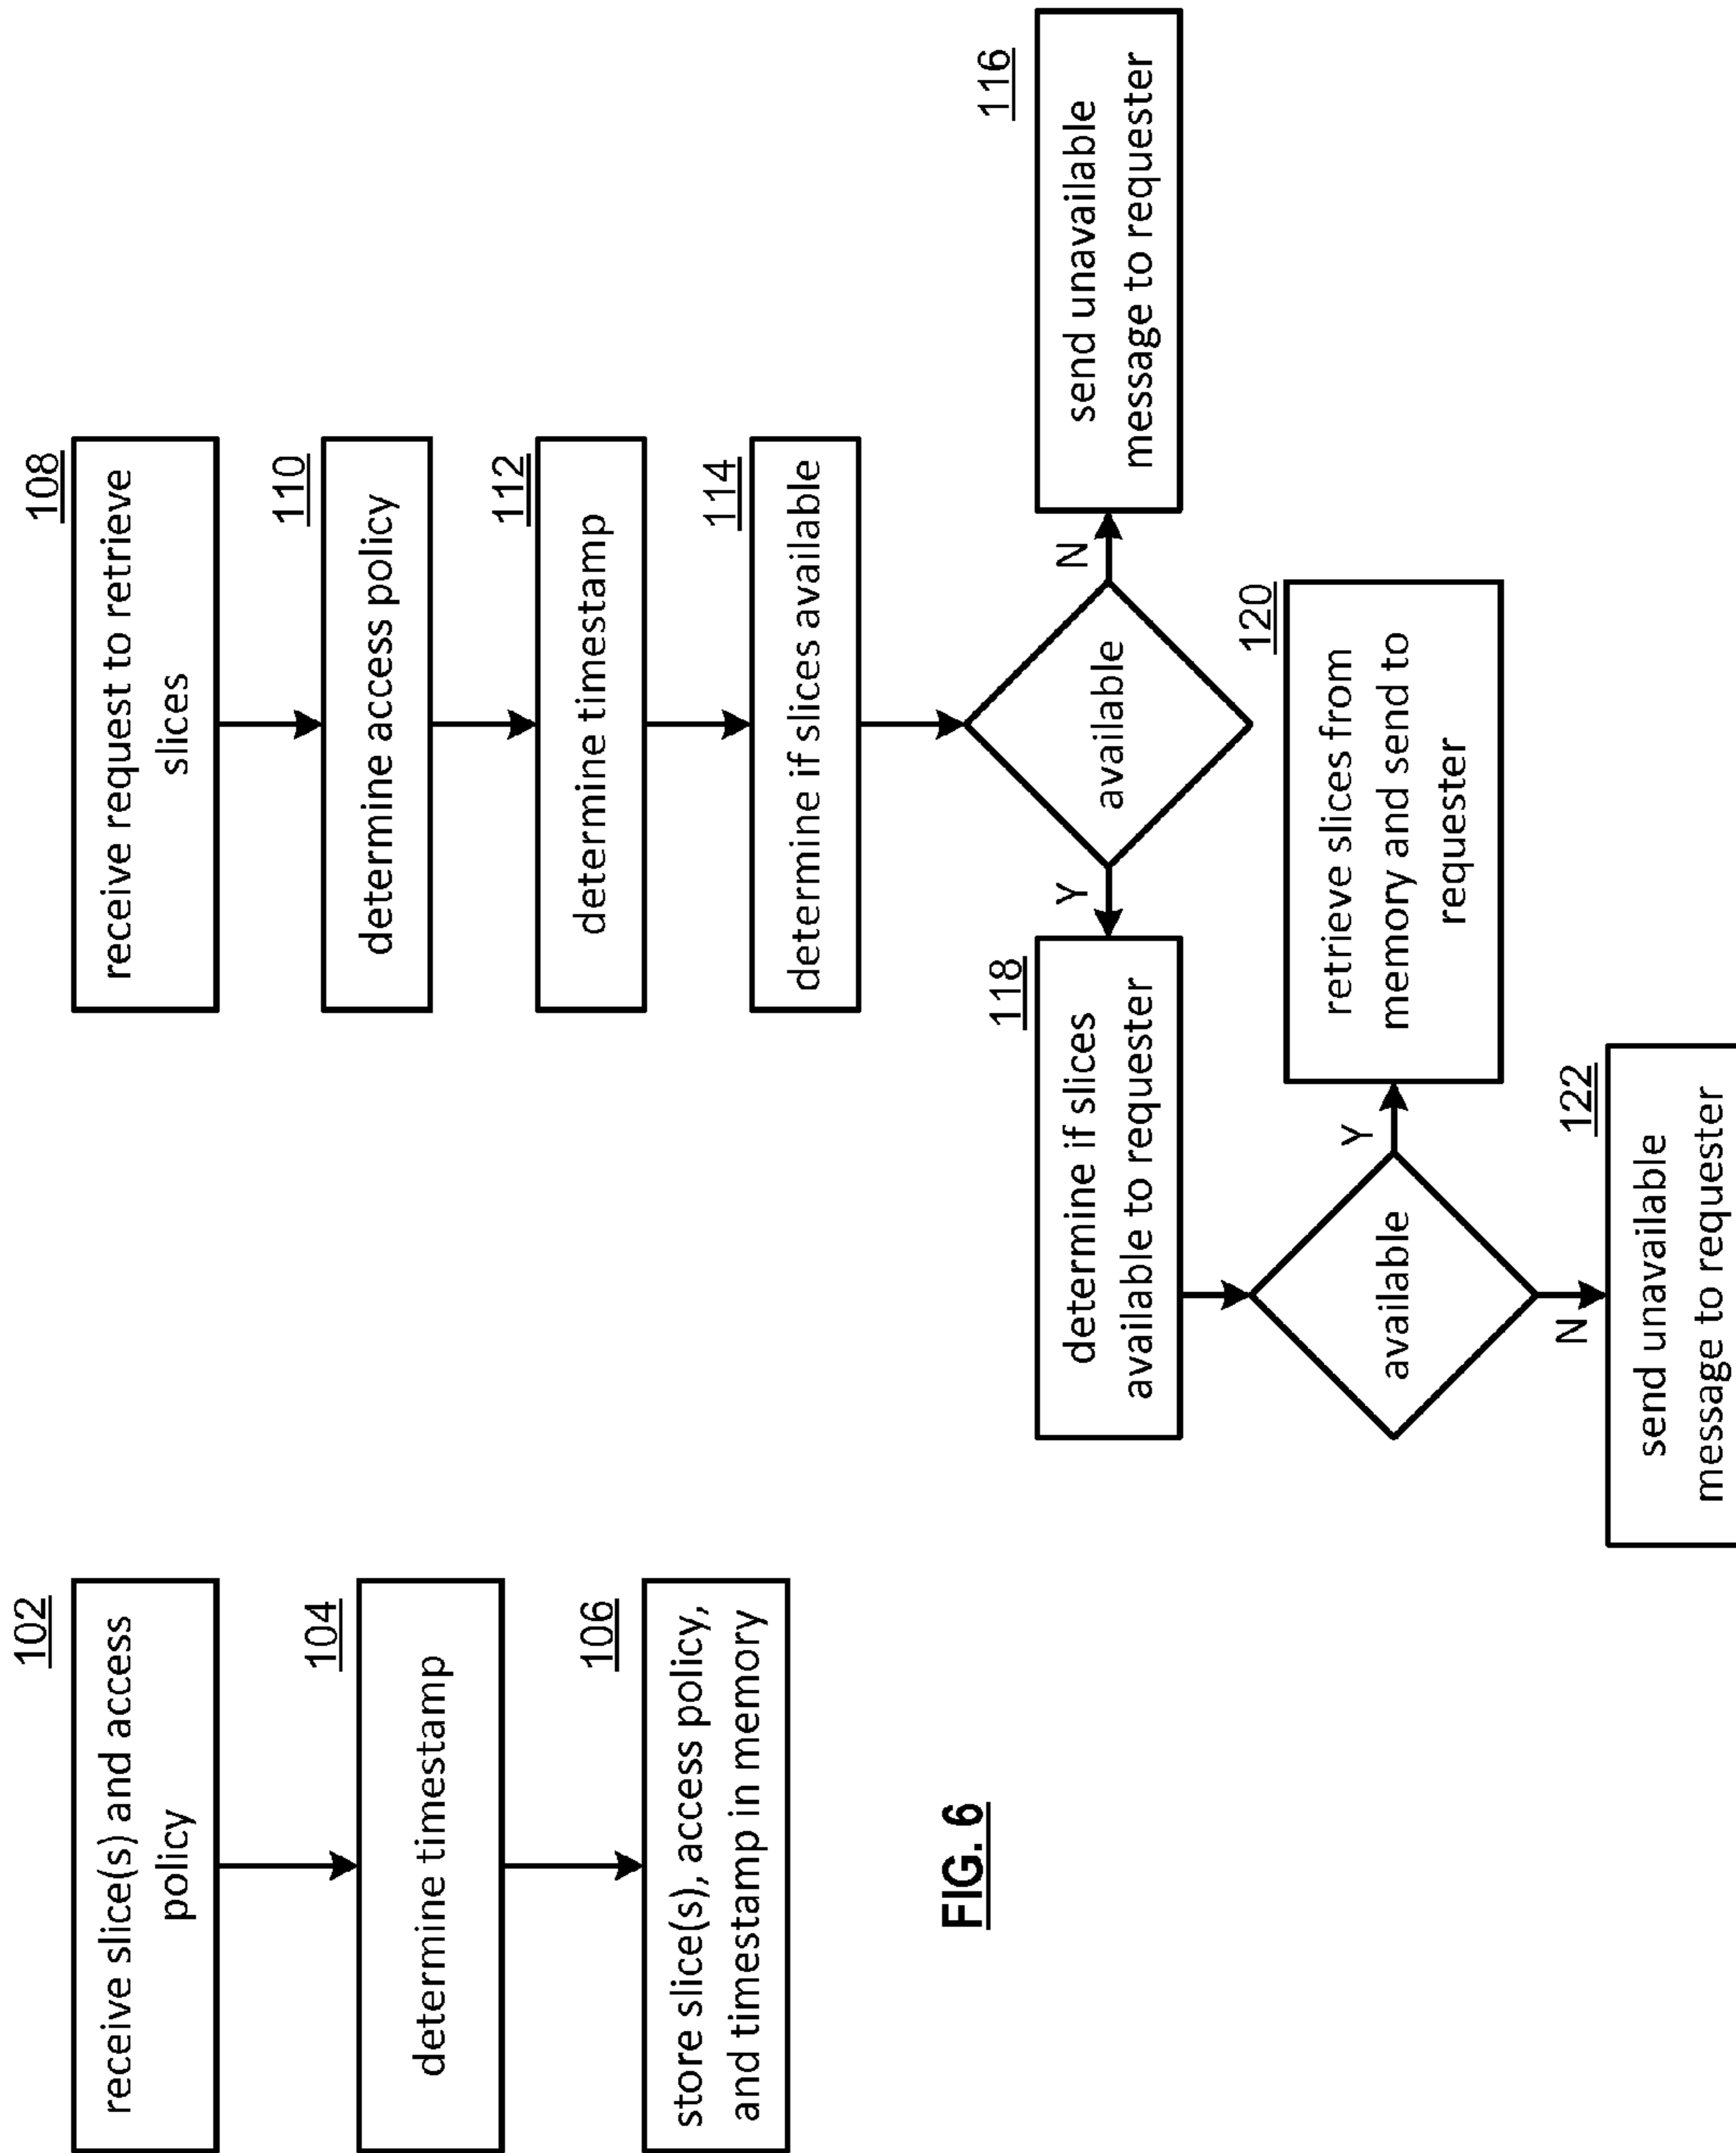 102
receive slice(s) and access
policy
104
determine timestamp
106
store slice(s), access policy,
and timestamp in memory
FIG. 6
108
receive request to retrieve
slices
110
determine access policy
112
determine timestamp
114
determine if slices available
available
Y
N
116
send unavailable
message to requester
118
determine if slices
available to requester
available
Y
N
120
retrieve slices from
memory and send to
requester
122
send unavailable
message to requester